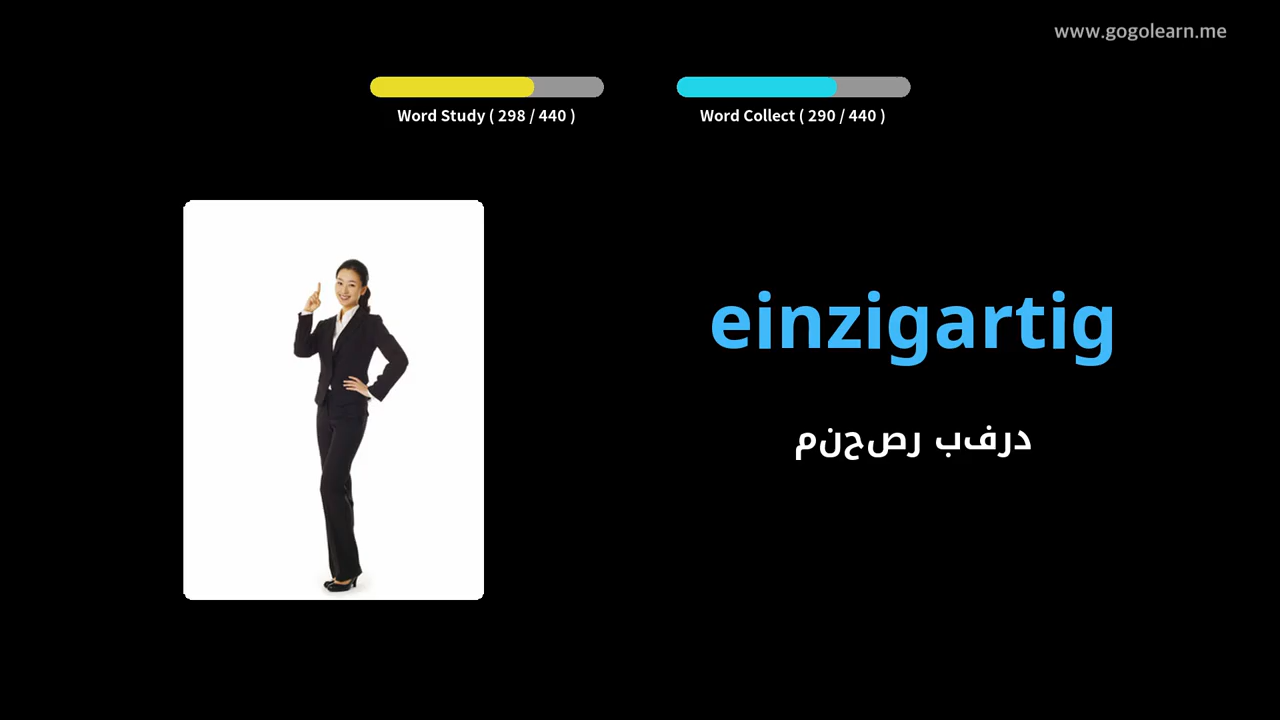 www.gogolearn.me
Word Study ( 298 / 440 )
Word Collect ( 290 / 440 )
einzigartig
درفب رصحنم